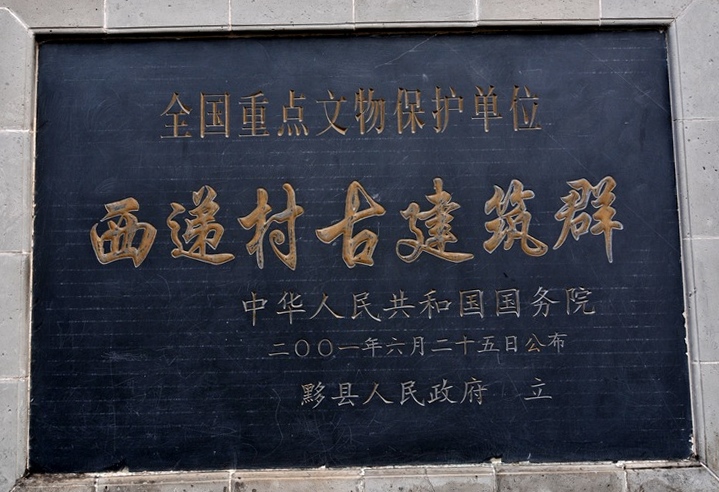 全国重点文物保护单位
西递村古建筑群
中华人民共和国国务院
二〇〇一年六月二十五日公布
黟县人民政府 立